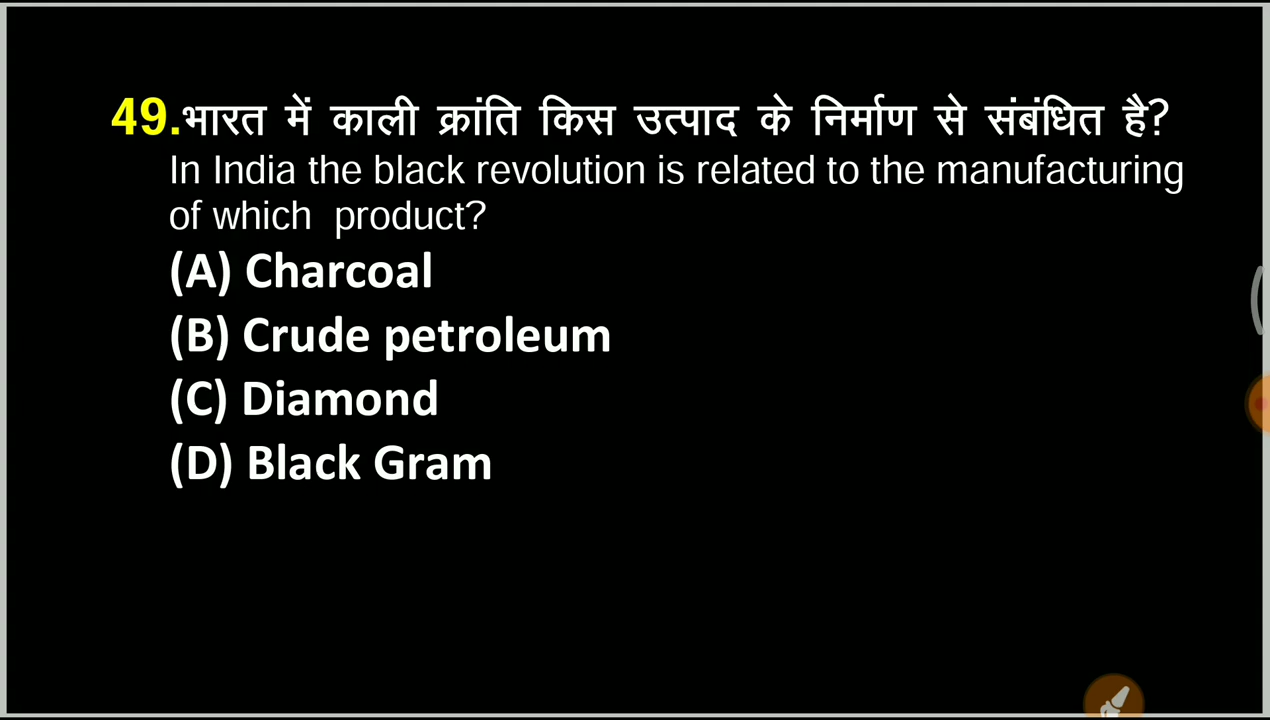 49.भारत में काली क्रांति किस उत्पाद के निर्माण से संबंधित है?
In India the black revolution is related to the manufacturing
of which product?
(A) Charcoal
(B) Crude petroleum
(C) Diamond
(D) Black Gram